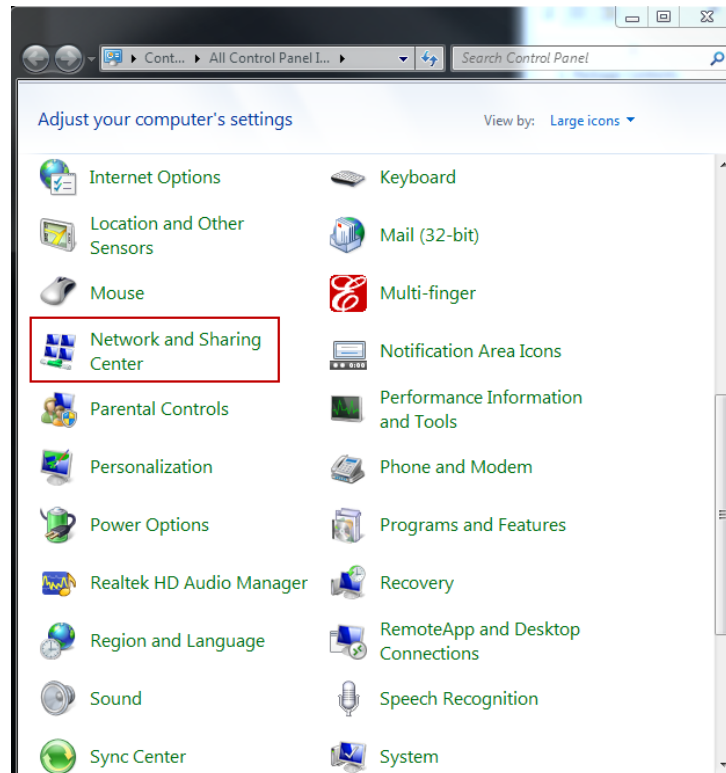 Cont... All Control Panel I...
Search Control Panel
Adjust your computer's settings
View by: Large icons
Internet Options
Keyboard
Location and Other
Sensors
Mail (32-bit)
Mouse
Multi-finger
Network and Sharing
Center
Notification Area Icons
Parental Controls
Performance Information
and Tools
Personalization
Phone and Modem
Power Options
Programs and Features
Realtek HD Audio Manager
Recovery
Region and Language
RemoteApp and Desktop
Connections
Sound
Speech Recognition
Sync Center
System